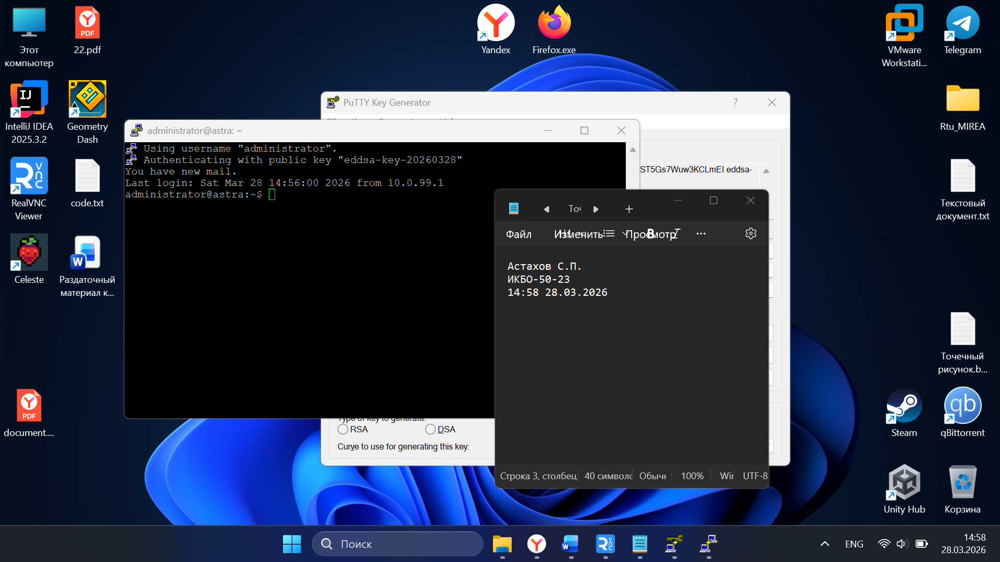 Этот
компьютер
22.pdf
Yandex
Firefox.exe
VMware
Workstati...
Telegram
IntelliJ IDEA
2025.3.2
Geometry
Dash
Rtu_MIREA
RealVNC
Viewer
code.txt
Текстовый
документ.txt
Celeste
Раздаточный
материал к...
Точечный
рисунок.b...
document....
Steam
qBittorrent
Unity Hub
Корзина
PuTTY Key Generator
ST5Gs7Wuw3KCLmEI eddsa-
Type of key to generate:
RSA
DSA
Curve to use for generating this key:
administrator@astra: ~
Using username "administrator".
Authenticating with public key "eddsa-key-20260328"
You have new mail.
Last login: Sat Mar 28 14:56:00 2026 from 10.0.99.1
administrator@astra:~$
Файл
Изменить
Просмотр
Астахов С.П.
ИКБО-50-23
14:58 28.03.2026
Строка 3, столбец
40
100%
UTF-8
Поиск
ENG
14:58
28.03.2026